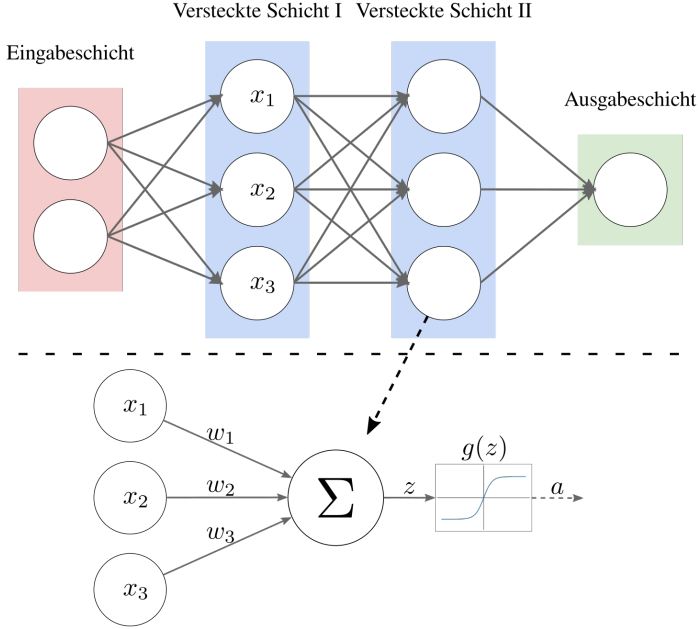 Versteckte Schicht I
Versteckte Schicht II
Eingabeschicht
Ausgabeschicht
x₁
x₂
x₃
x₁
w₁
x₂
w₂
x₃
w₃
Σ
z
g(z)
a